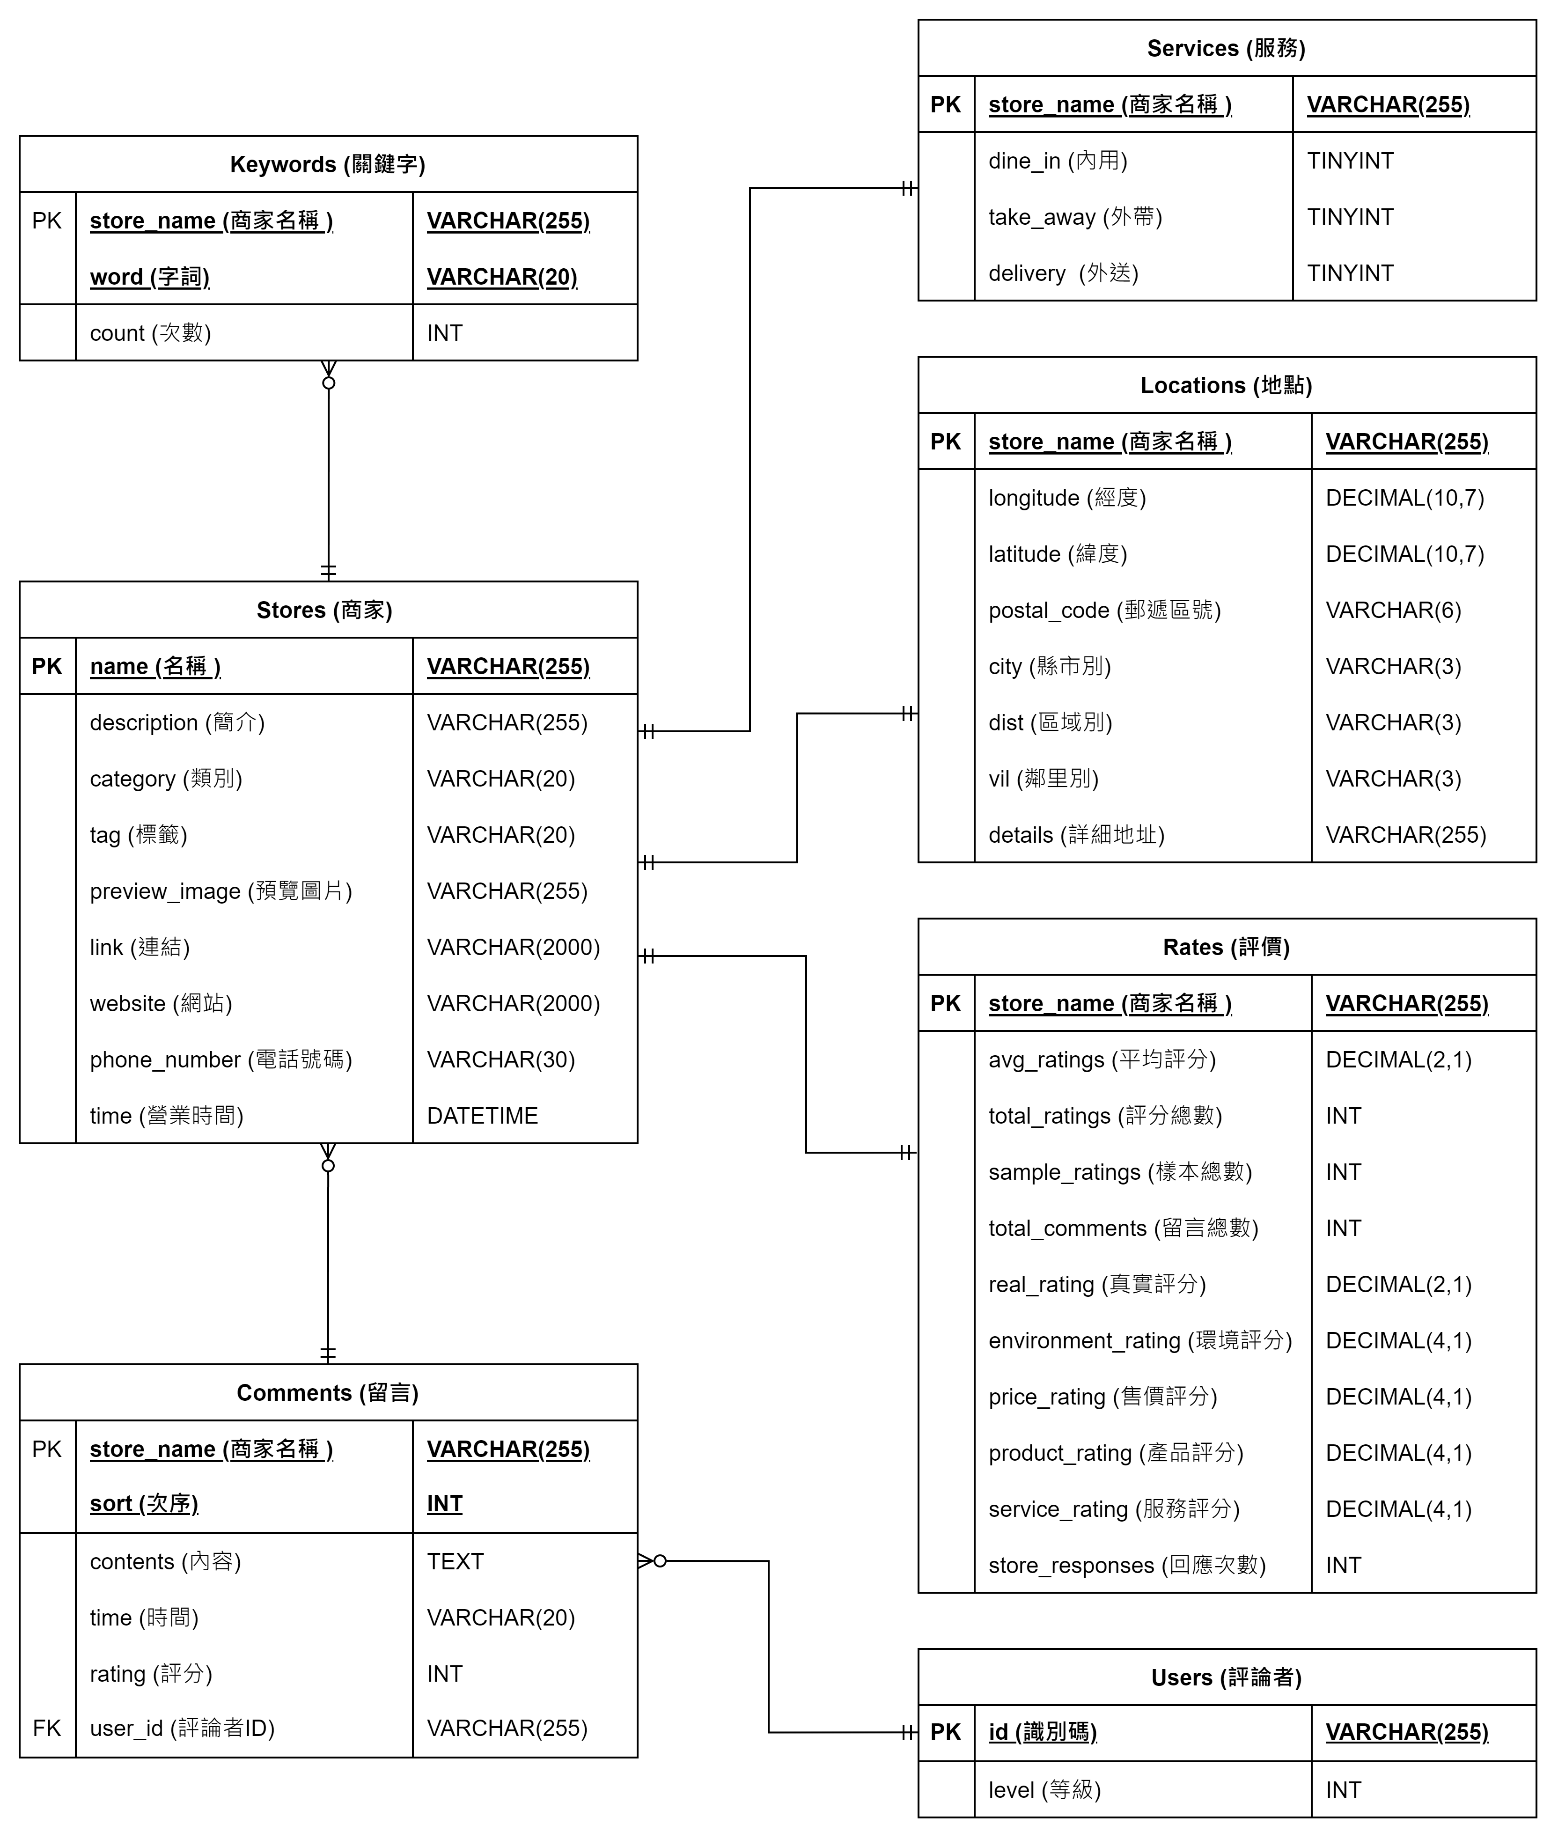 Services (服務)
PK store_name (商家名稱 ) VARCHAR(255)
dine_in (內用) TINYINT
take_away (外帶) TINYINT
delivery  (外送) TINYINT
Keywords (關鍵字)
PK store_name (商家名稱 ) VARCHAR(255)
word (字詞) VARCHAR(20)
count (次數) INT
Locations (地點)
PK store_name (商家名稱 ) VARCHAR(255)
longitude (經度) DECIMAL(10,7)
latitude (緯度) DECIMAL(10,7)
postal_code (郵遞區號) VARCHAR(6)
city (縣市別) VARCHAR(3)
dist (區域別) VARCHAR(3)
vil (鄰里別) VARCHAR(3)
details (詳細地址) VARCHAR(255)
Stores (商家)
PK name (名稱 ) VARCHAR(255)
description (簡介) VARCHAR(255)
category (類別) VARCHAR(20)
tag (標籤) VARCHAR(20)
preview_image (預覽圖片) VARCHAR(255)
link (連結) VARCHAR(2000)
website (網站) VARCHAR(2000)
phone_number (電話號碼) VARCHAR(30)
time (營業時間) DATETIME
Rates (評價)
PK store_name (商家名稱 ) VARCHAR(255)
avg_ratings (平均評分) DECIMAL(2,1)
total_ratings (評分總數) INT
sample_ratings (樣本總數) INT
total_comments (留言總數) INT
real_rating (真實評分) DECIMAL(2,1)
environment_rating (環境評分) DECIMAL(4,1)
price_rating (售價評分) DECIMAL(4,1)
product_rating (產品評分) DECIMAL(4,1)
service_rating (服務評分) DECIMAL(4,1)
store_responses (回應次數) INT
Comments (留言)
PK store_name (商家名稱 ) VARCHAR(255)
sort (次序) INT
contents (內容) TEXT
time (時間) VARCHAR(20)
rating (評分) INT
FK user_id (評論者ID) VARCHAR(255)
Users (評論者)
PK id (識別碼) VARCHAR(255)
level (等級) INT